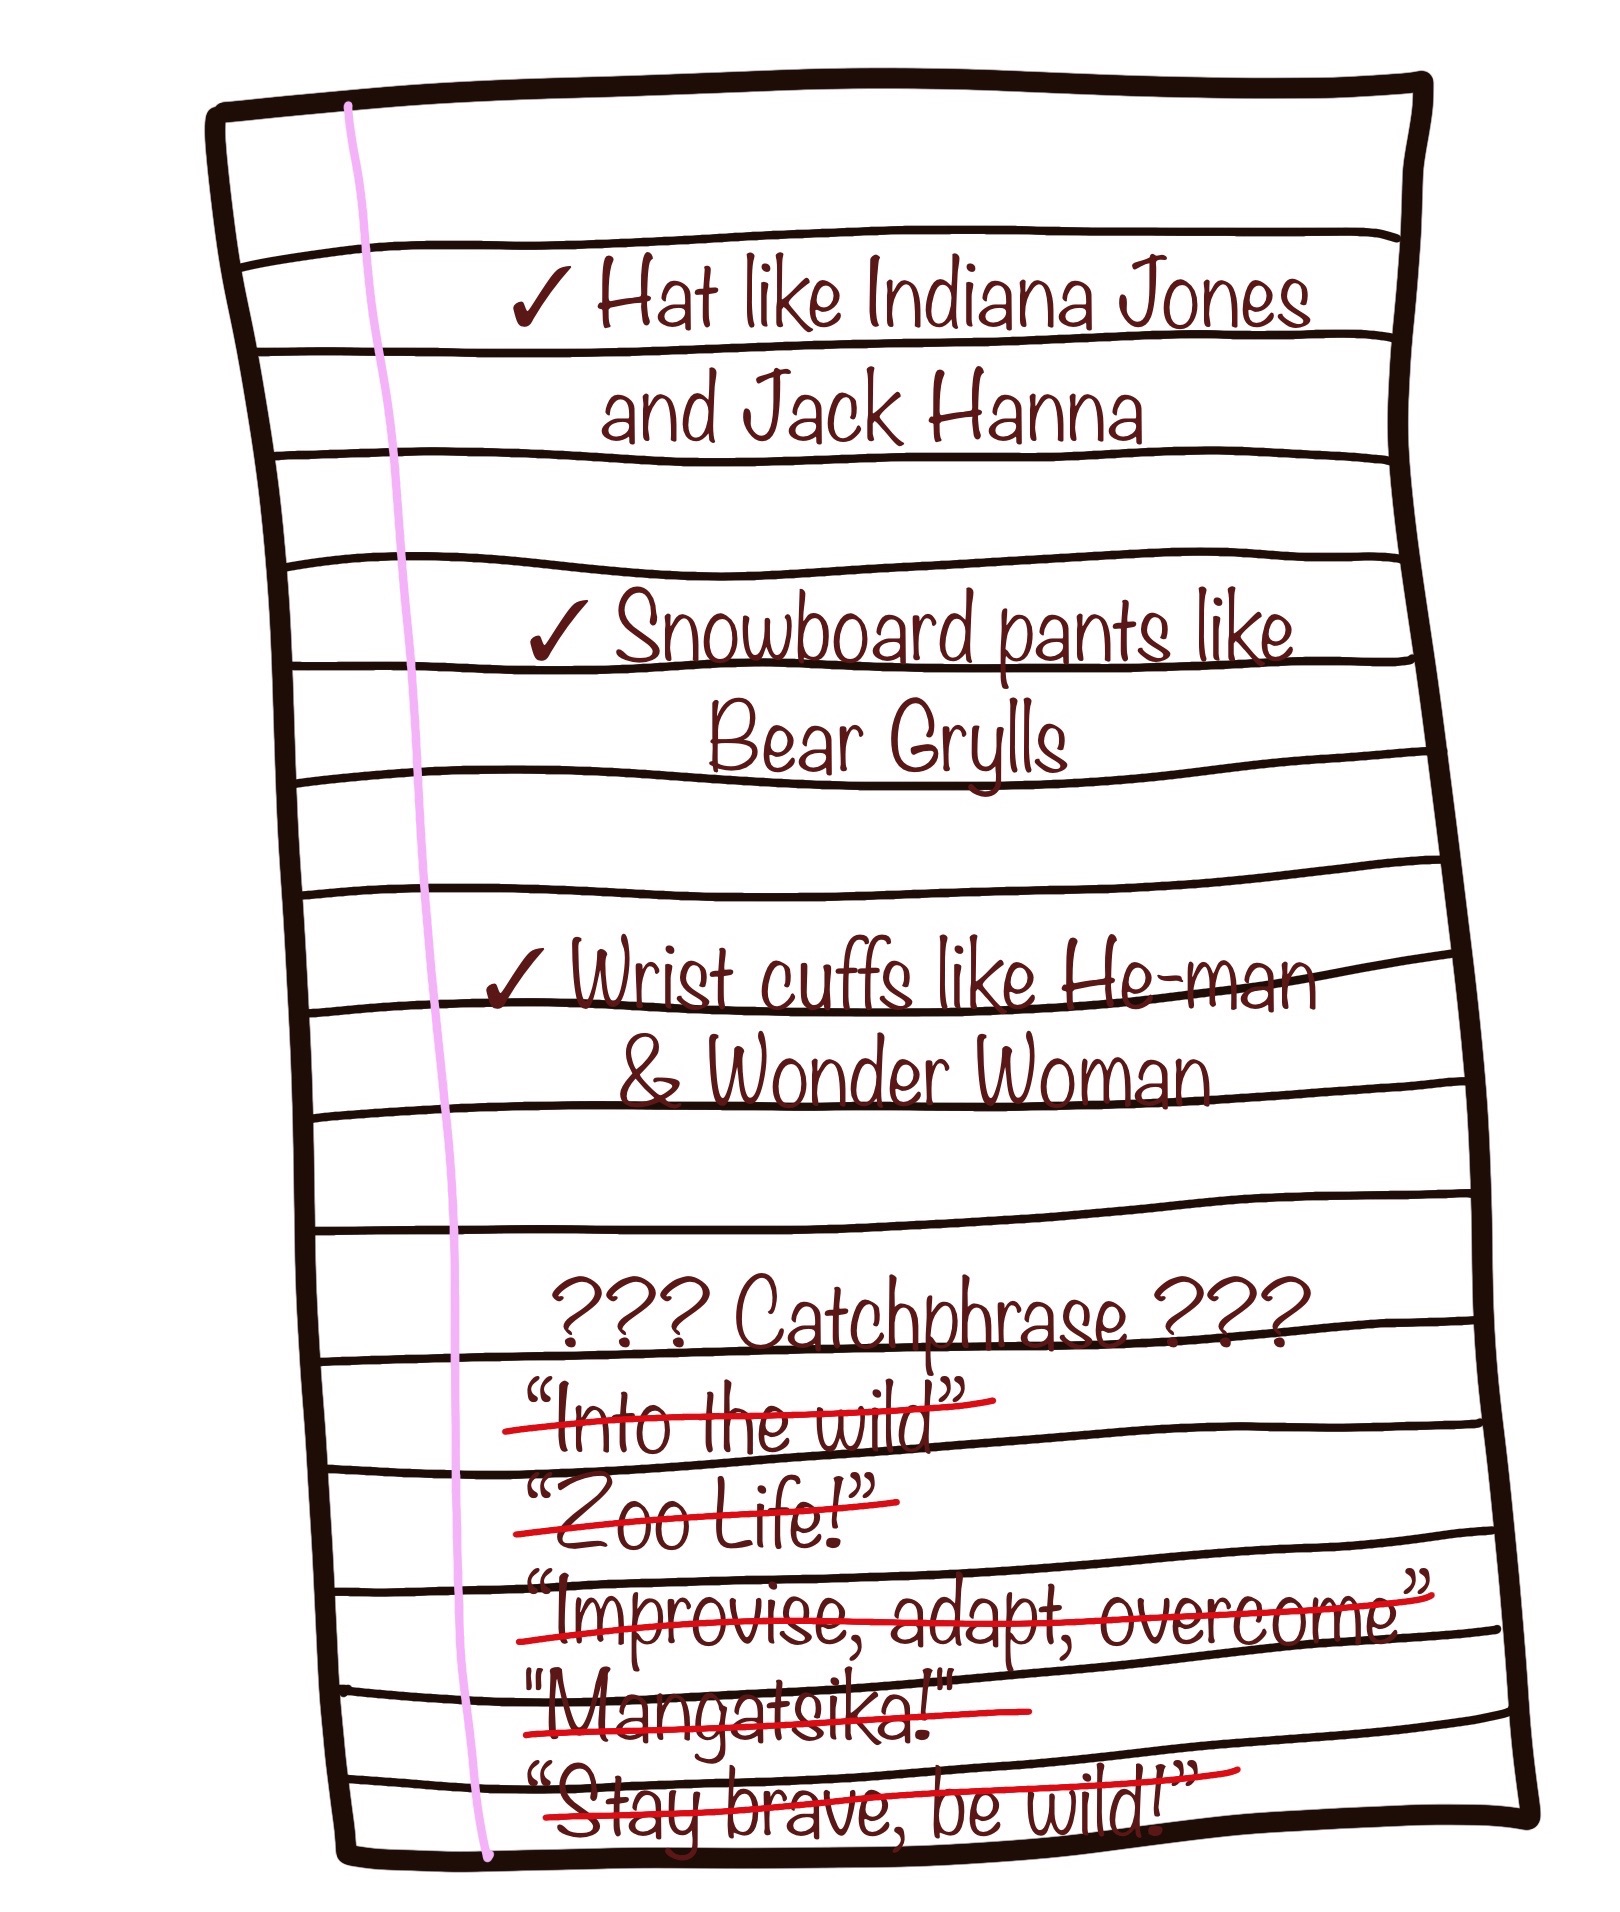 ✓ Hat like Indiana Jones
and Jack Hanna
✓ Snowboard pants like
Bear Grylls
✓ Wrist cuffs like He-man
& Wonder Woman
??? Catchphrase ???
“Into the wild”
“Zoo Life!”
“Improvise, adapt, overcome”
"Mangatsika!"
“Stay brave, be wild!”